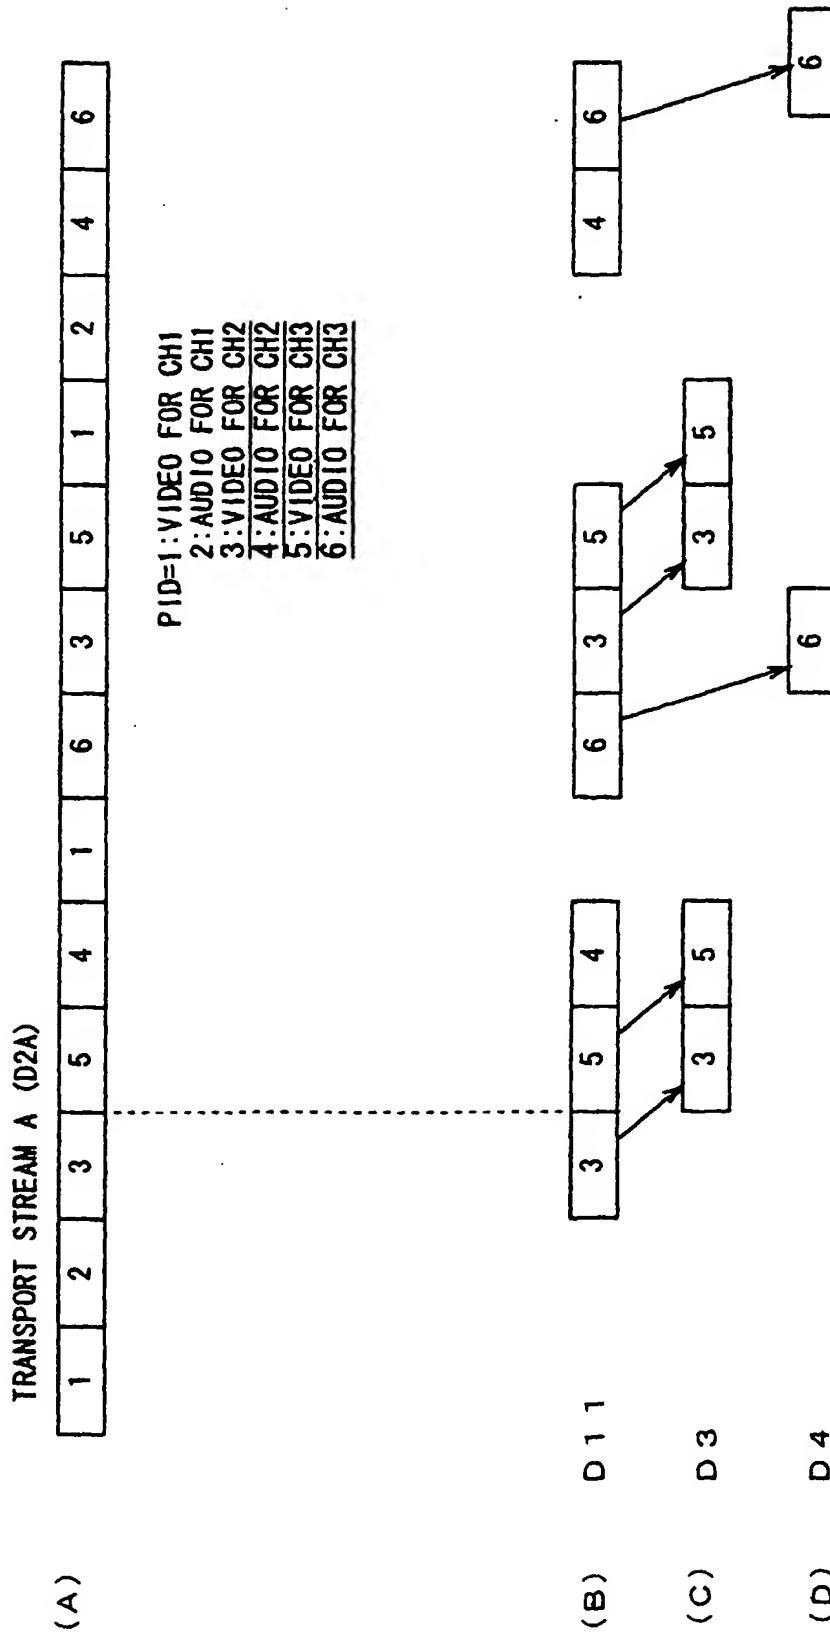 TRANSPORT STREAM A (D2A)
(A)
1 2 3 5 4 1 6 3 5 1 2 4 6
PID=1:VIDEO FOR CH1
2:AUDIO FOR CH1
3:VIDEO FOR CH2
4:AUDIO FOR CH2
5:VIDEO FOR CH3
6:AUDIO FOR CH3
(B) D11 3 5 4 6 3 5 4 6
(C) D3 3 5 3 5
(D) D4 6 6